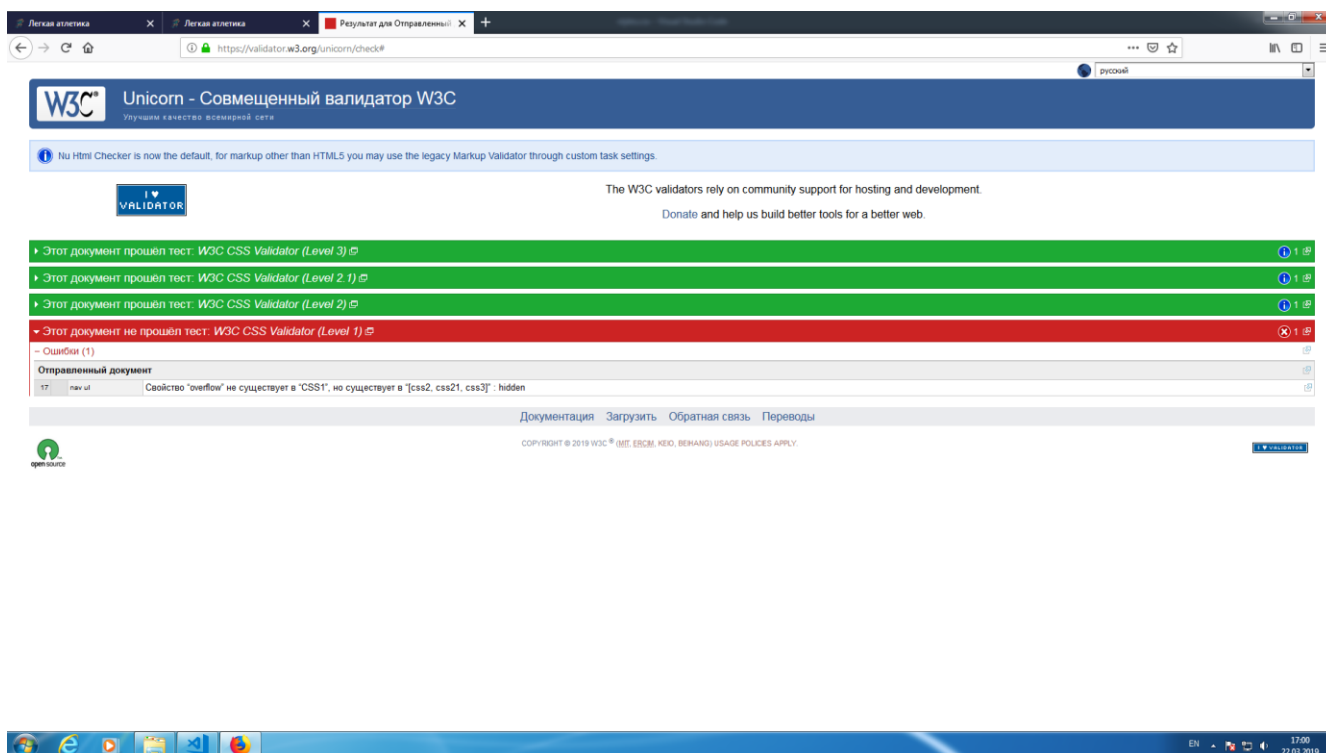 Легкая атлетика
Легкая атлетика
Результат для Отправленный
https://validator.w3.org/unicorn/check#
русский
W3C®
Unicorn - Совмещенный валидатор W3C
Улучшим качество всемирной сети
Nu Html Checker is now the default, for markup other than HTML5 you may use the legacy Markup Validator through custom task settings.
I ♥
VALIDATOR
The W3C validators rely on community support for hosting and development.
Donate and help us build better tools for a better web.
Этот документ прошёл тест: W3C CSS Validator (Level 3) 1
Этот документ прошёл тест: W3C CSS Validator (Level 2.1) 1
Этот документ прошёл тест: W3C CSS Validator (Level 2) 1
Этот документ не прошёл тест: W3C CSS Validator (Level 1) 1
− Ошибки (1)
Отправленный документ
17 nav ul Свойство "overflow" не существует в "CSS1", но существует в "[css2, css21, css3]" : hidden
Документация Загрузить Обратная связь Переводы
COPYRIGHT © 2019 W3C ® (MIT, ERCIM, KEIO, BEIHANG) USAGE POLICIES APPLY.
open source
I ♥ VALIDATOR
EN
17:00
22.03.2019